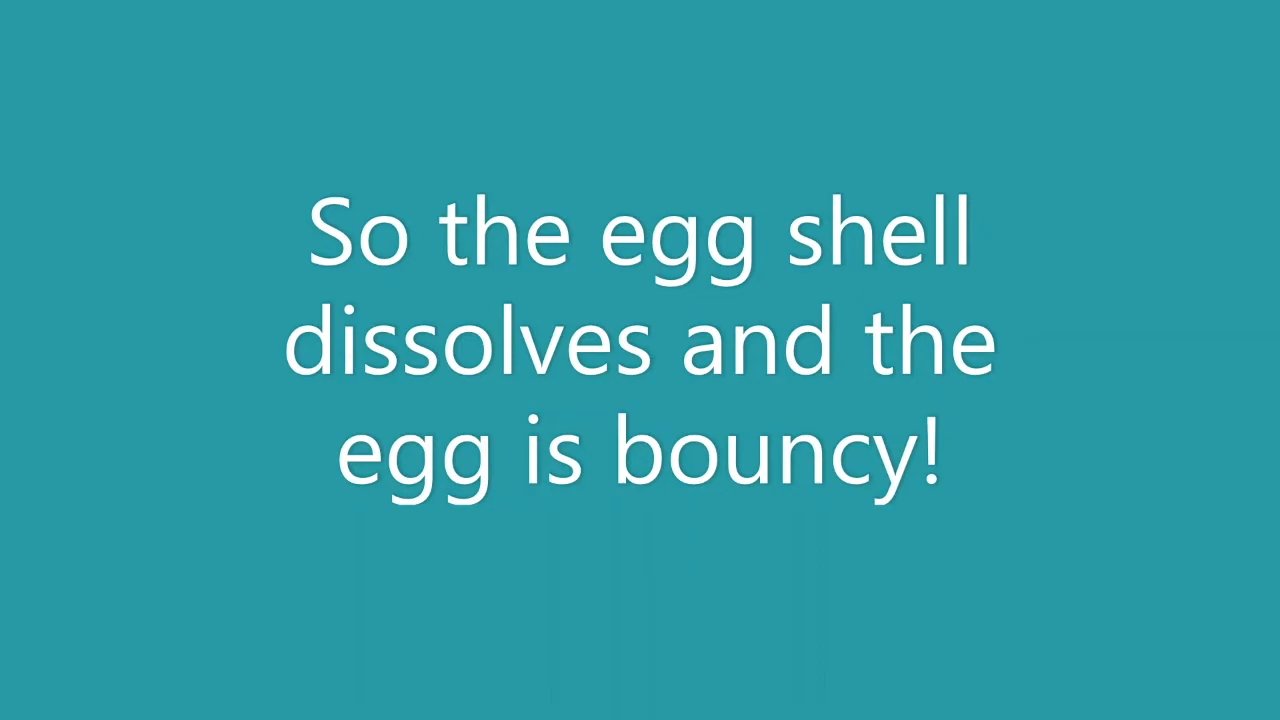 So the egg shell
dissolves and the
egg is bouncy!